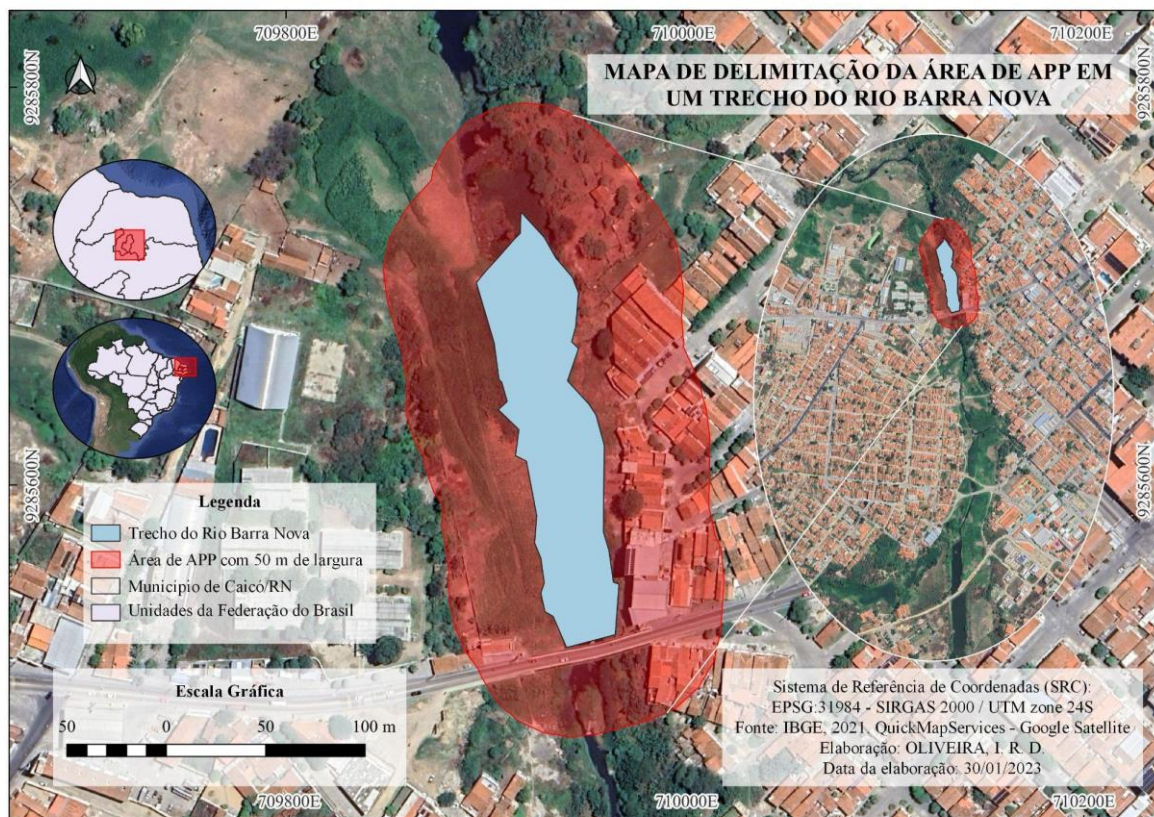 709800E
710000E
710200E
9285800N
9285800N
MAPA DE DELIMITAÇÃO DA ÁREA DE APP EM
UM TRECHO DO RIO BARRA NOVA
9285600N
9285600N
Legenda
Trecho do Rio Barra Nova
Área de APP com 50 m de largura
Município de Caicó/RN
Unidades da Federação do Brasil
Escala Gráfica
50 0 50 100 m
Sistema de Referência de Coordenadas (SRC):
EPSG:31984 - SIRGAS 2000 / UTM zone 24S
Fonte: IBGE, 2021, QuickMapServices - Google Satellite
Elaboração: OLIVEIRA, I. R. D.
Data da elaboração: 30/01/2023
709800E
710000E
710200E